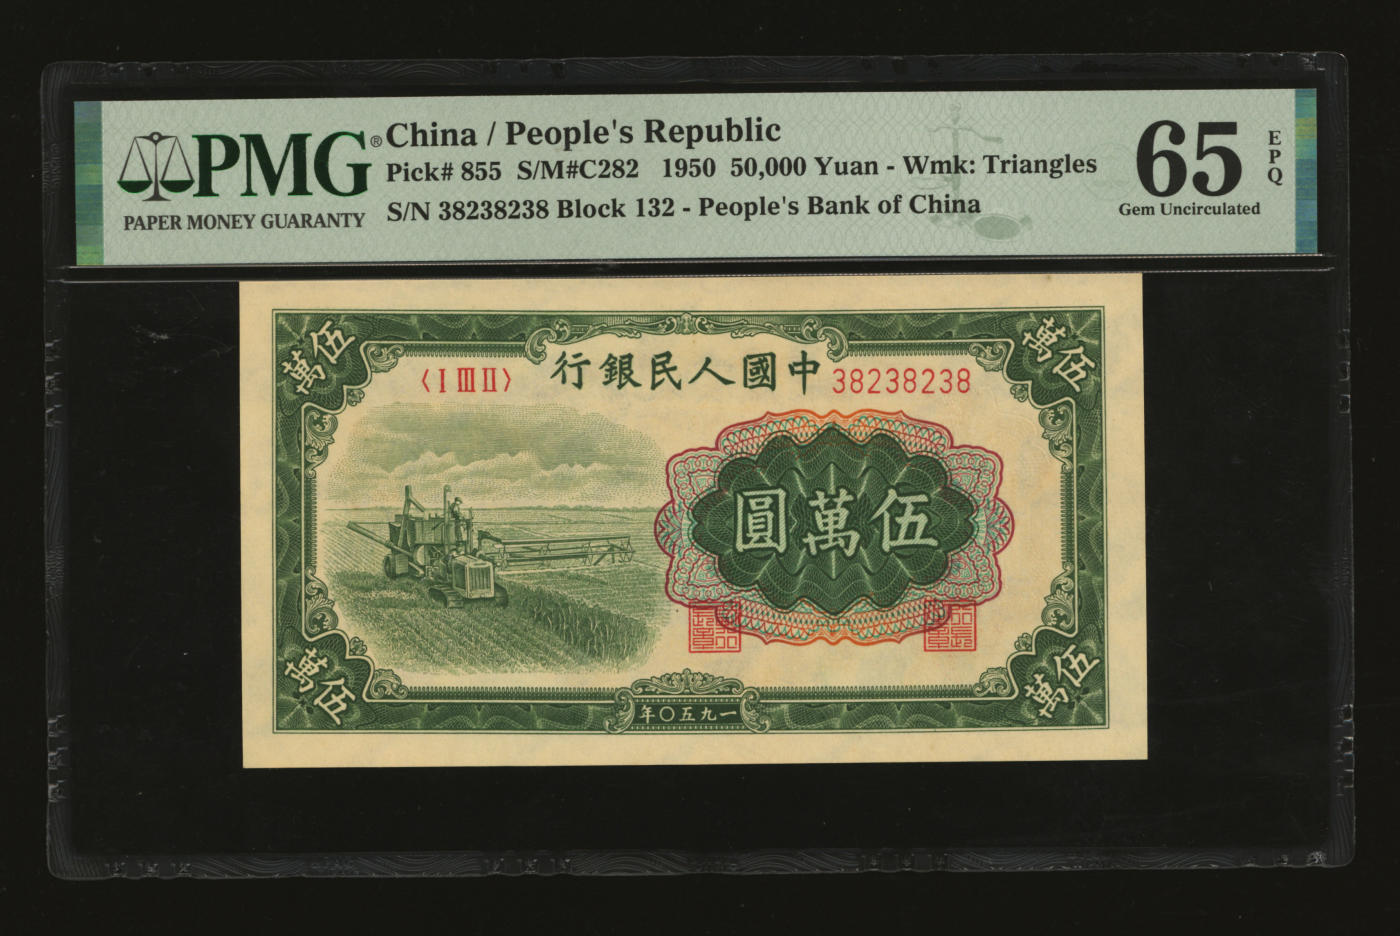 PMG®
PAPER MONEY GUARANTY
China / People's Republic
Pick# 855 S/M#C282 1950 50,000 Yuan - Wmk: Triangles
S/N 38238238 Block 132 - People's Bank of China
65
EPQ
Gem Uncirculated
伍萬
萬伍
行銀民人國中
〈I III II〉
38238238
圓萬伍
萬伍
年〇五九一
萬伍